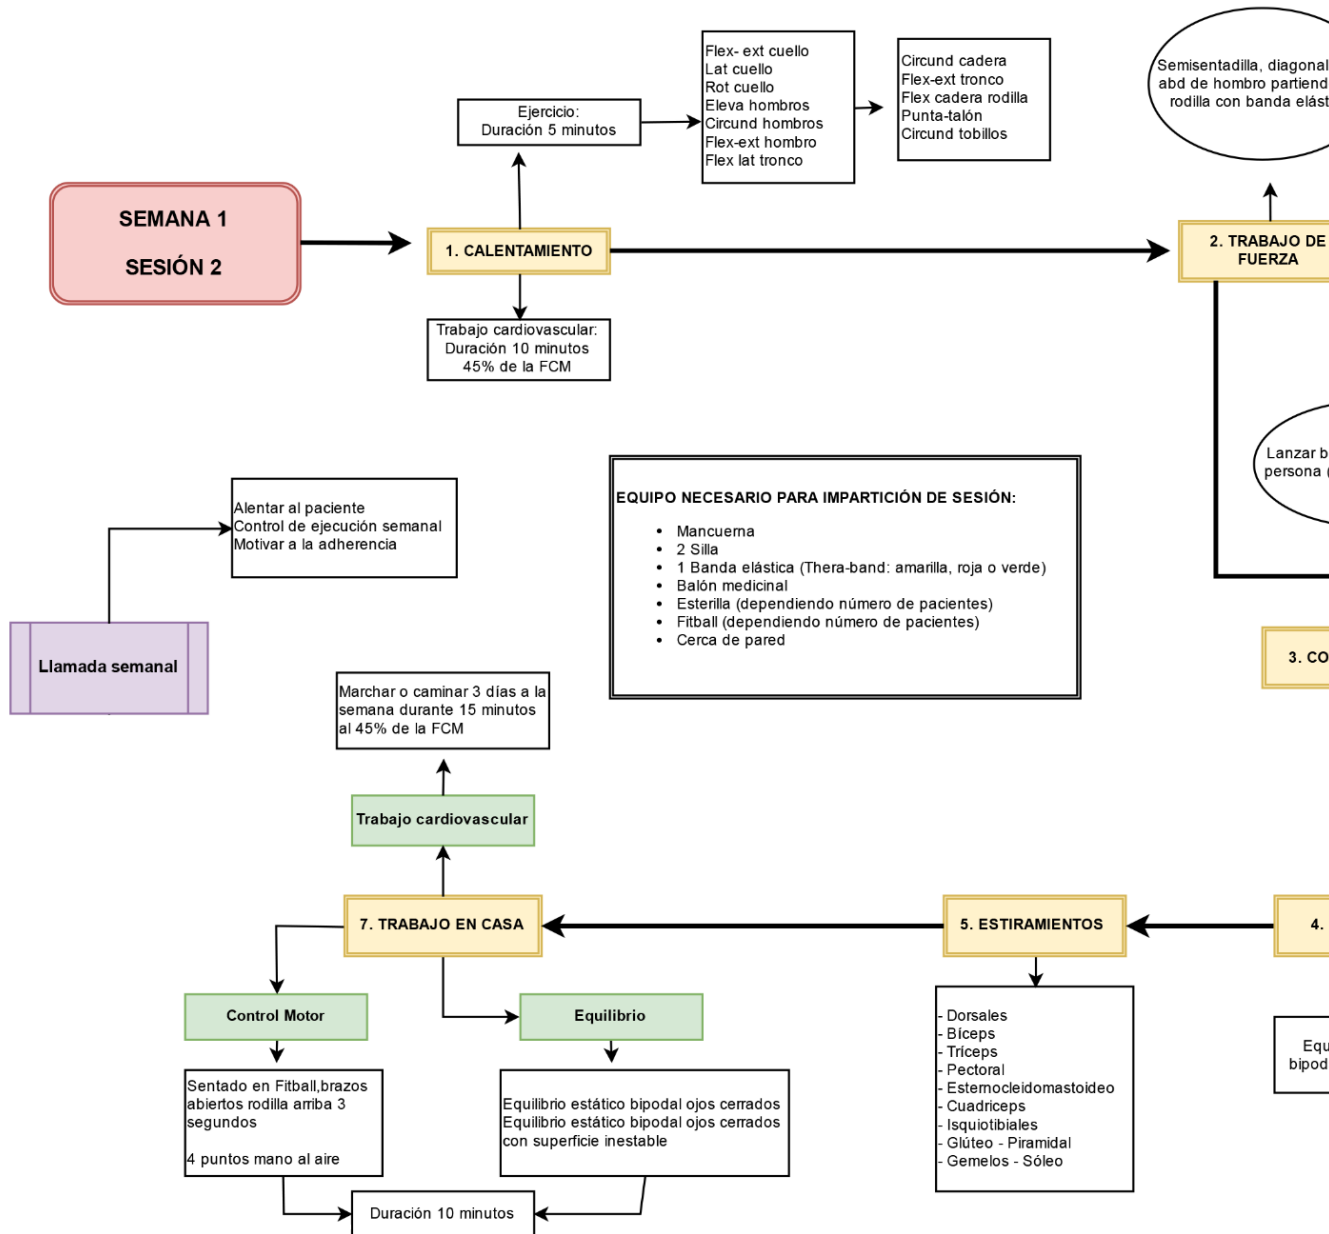 SEMANA 1
SESIÓN 2
1. CALENTAMIENTO
Ejercicio:
Duración 5 minutos
Flex- ext cuello
Lat cuello
Rot cuello
Eleva hombros
Circund hombros
Flex-ext hombro
Flex lat tronco
Circund cadera
Flex-ext tronco
Flex cadera rodilla
Punta-talón
Circund tobillos
Trabajo cardiovascular:
Duración 10 minutos
45% de la FCM
2. TRABAJO DE
FUERZA
Semisentadilla, diagonal
abd de hombro
rodilla con banda
Lanzar
persona
3.
EQUIPO NECESARIO PARA IMPARTICIÓN DE SESIÓN:
• Mancuerna
• 2 Silla
• 1 Banda elástica (Thera-band: amarilla, roja o verde)
• Balón medicinal
• Esterilla (dependiendo número de pacientes)
• Fitball (dependiendo número de pacientes)
• Cerca de pared
Llamada semanal
Alentar al paciente
Control de ejecución semanal
Motivar a la adherencia
4.
5. ESTIRAMIENTOS
- Dorsales
- Bíceps
- Tríceps
- Pectoral
- Esternocleidomastoideo
- Cuadriceps
- Isquiotibiales
- Glúteo - Piramidal
- Gemelos - Sóleo
7. TRABAJO EN CASA
Trabajo cardiovascular
Marchar o caminar 3 días a la
semana durante 15 minutos
al 45% de la FCM
Control Motor
Sentado en Fitball,brazos
abiertos rodilla arriba 3
segundos
4 puntos mano al aire
Equilibrio
Equilibrio estático bipodal ojos cerrados
Equilibrio estático bipodal ojos cerrados
con superficie inestable
Duración 10 minutos